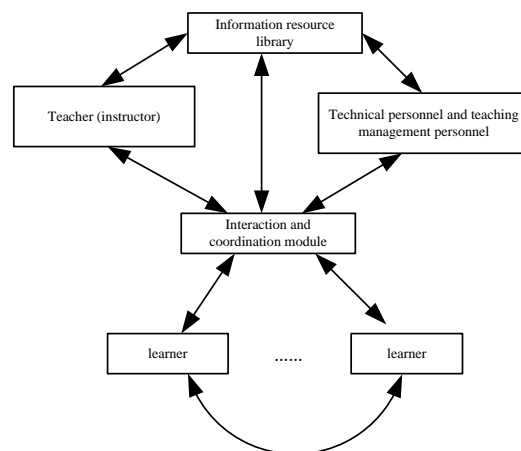 Information resource
library
Teacher (instructor)
Technical personnel and teaching
management personnel
Interaction and
coordination module
learner
......
learner